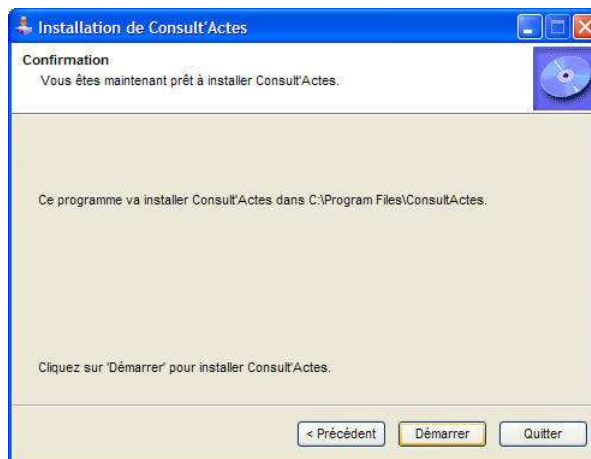 Installation de Consult'Actes
Confirmation
Vous êtes maintenant prêt à installer Consult'Actes.
Ce programme va installer Consult'Actes dans C:\Program Files\ConsultActes.
Cliquez sur 'Démarrer' pour installer Consult'Actes.
< Précédent Démarrer Quitter